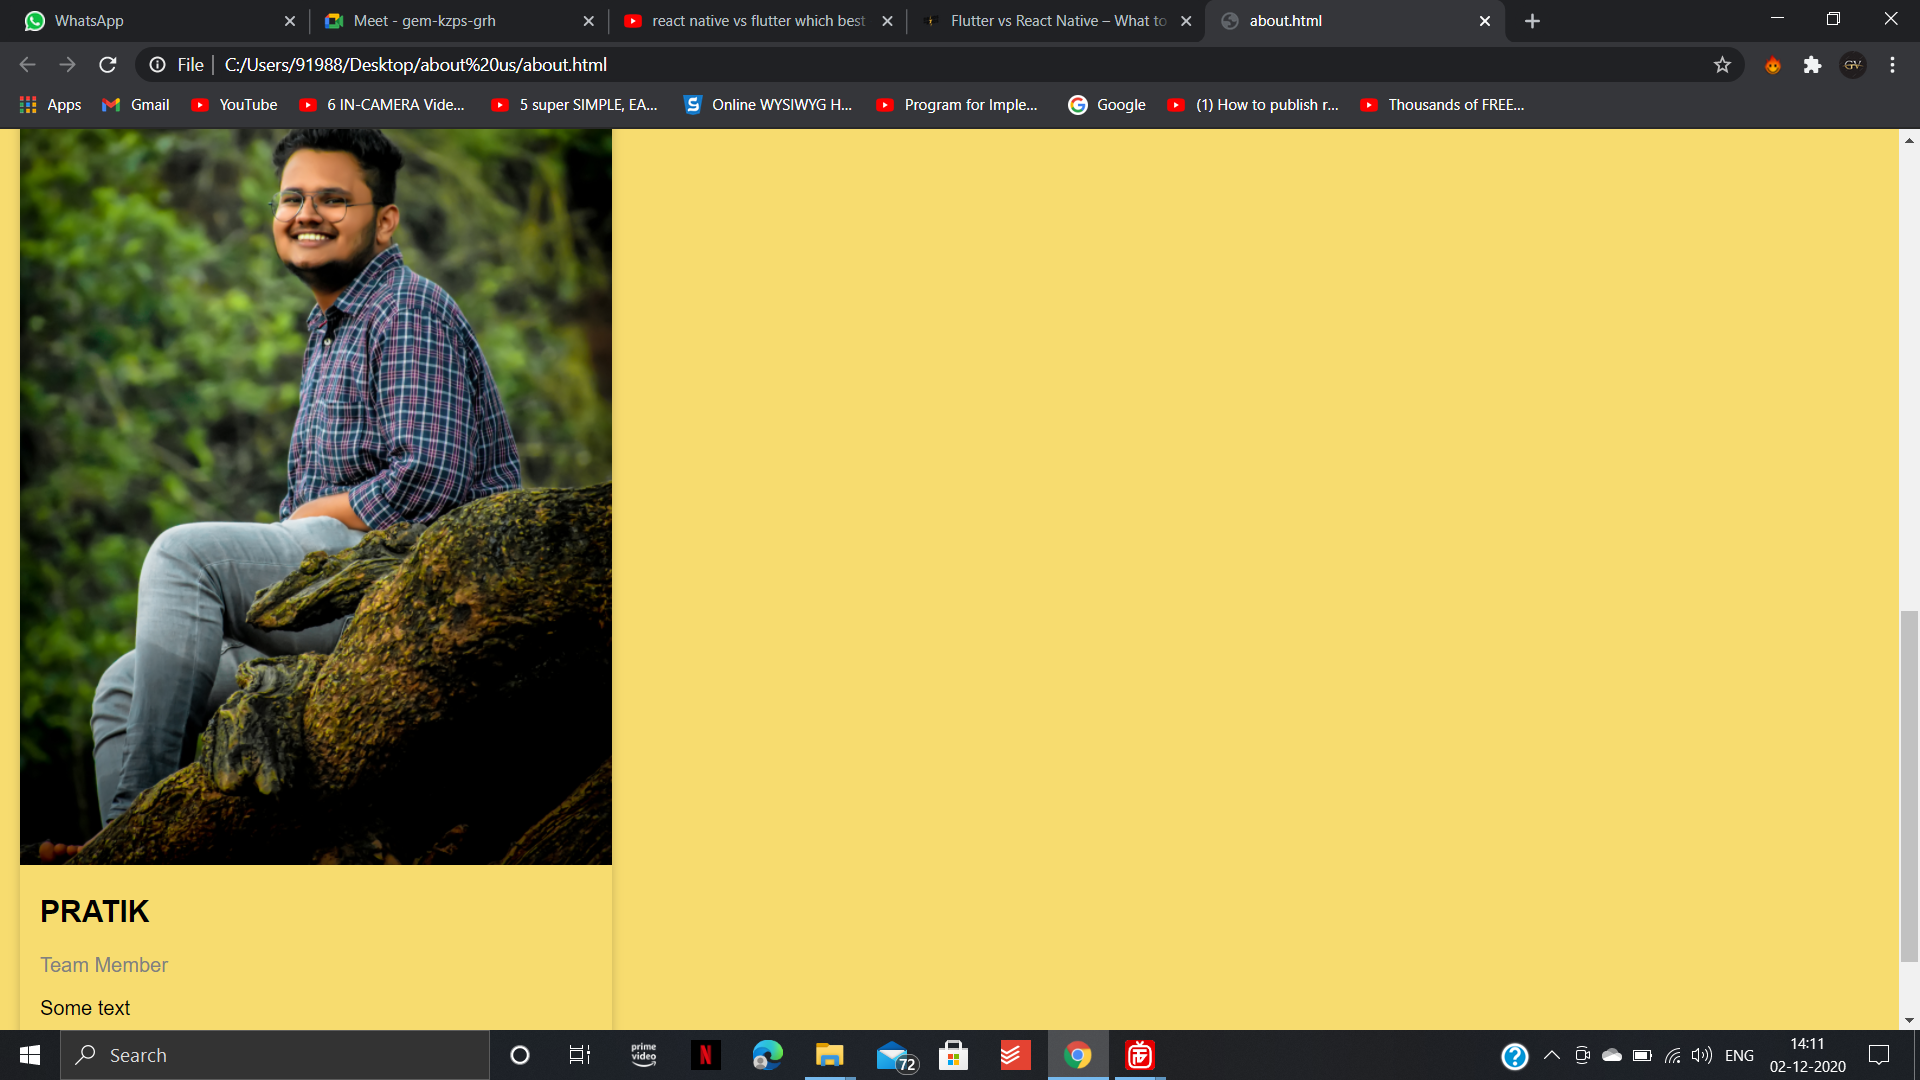 WhatsApp
Meet - gem-kzps-grh
react native vs flutter which best
Flutter vs React Native – What to
about.html
File
C:/Users/91988/Desktop/about%20us/about.html
GV
Apps
Gmail
YouTube
6 IN-CAMERA Vide...
5 super SIMPLE, EA...
Online WYSIWYG H...
Program for Imple...
Google
(1) How to publish r...
Thousands of FREE...
PRATIK
Team Member
Some text
Search
prime
video
N
72
ENG
14:11
02-12-2020